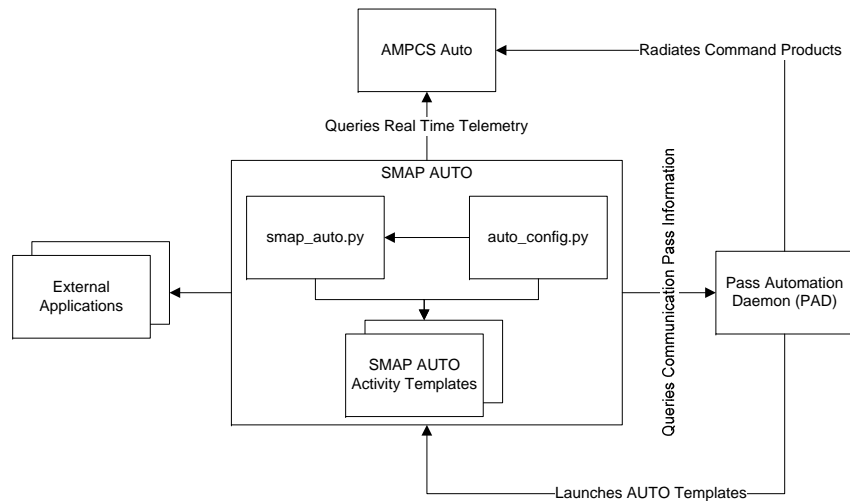 AMPCS Auto
Radiates Command Products
Queries Real Time Telemetry
SMAP AUTO
smap_auto.py
auto_config.py
Queries Communication Pass Information
External
Applications
Pass Automation
Daemon (PAD)
SMAP AUTO
Activity Templates
Launches AUTO Templates